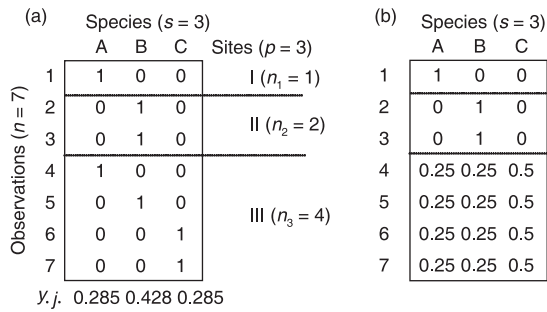 (a) Species (s = 3)
A B C Sites (p = 3)
Observations (n = 7)
1 1 0 0 I (n1 = 1)
2 0 1 0
II (n2 = 2)
3 0 1 0
4 1 0 0
5 0 1 0
III (n3 = 4)
6 0 0 1
7 0 0 1
y.j. 0.285 0.428 0.285
(b) Species (s = 3)
A B C
1 1 0 0
2 0 1 0
3 0 1 0
4 0.25 0.25 0.5
5 0.25 0.25 0.5
6 0.25 0.25 0.5
7 0.25 0.25 0.5